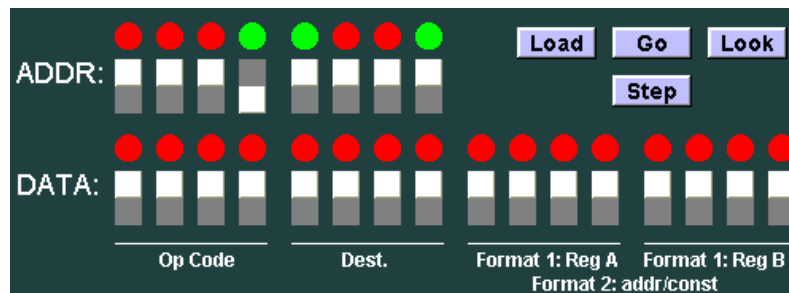 Load Go Look
ADDR:
Step
DATA:
Op Code Dest. Format 1: Reg A Format 1: Reg B
Format 2: addr/const